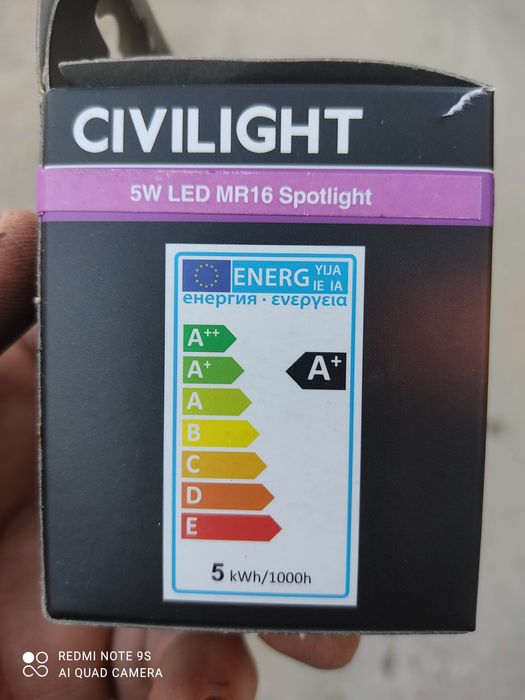 CIVILIGHT
5W LED MR16 Spotlight
ENERG YIJA
IE IA
енергия · ενεργεια
A++
A+
A+
A
B
C
D
E
5 kWh/1000h
REDMI NOTE 9S
AI QUAD CAMERA